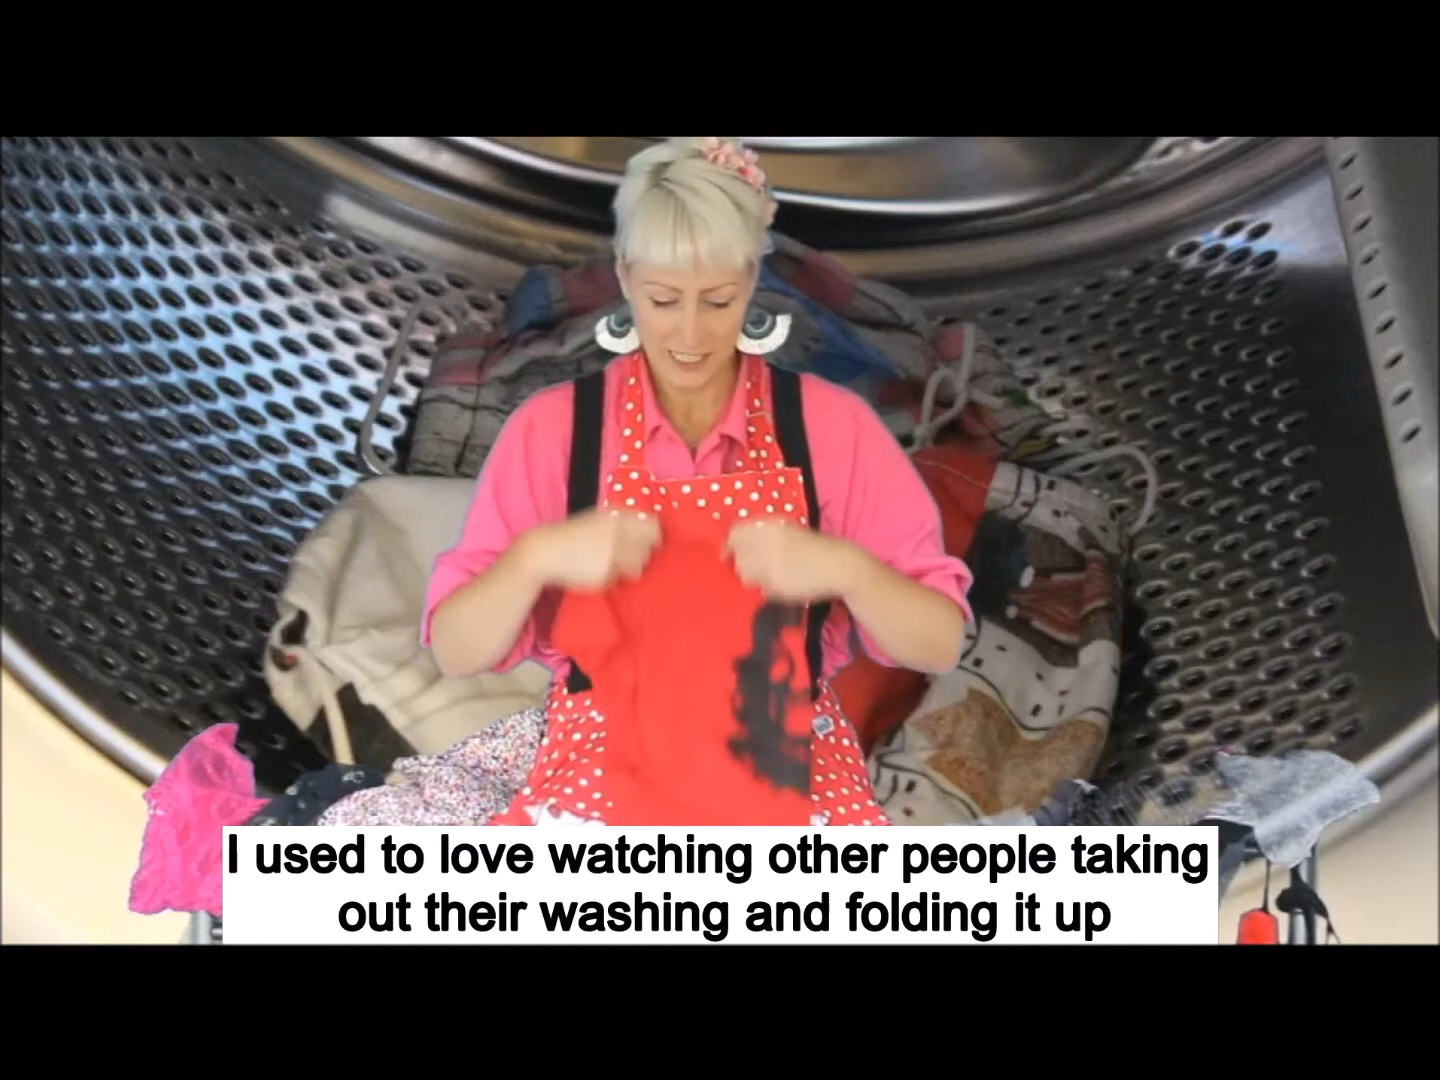 I used to love watching other people taking
out their washing and folding it up